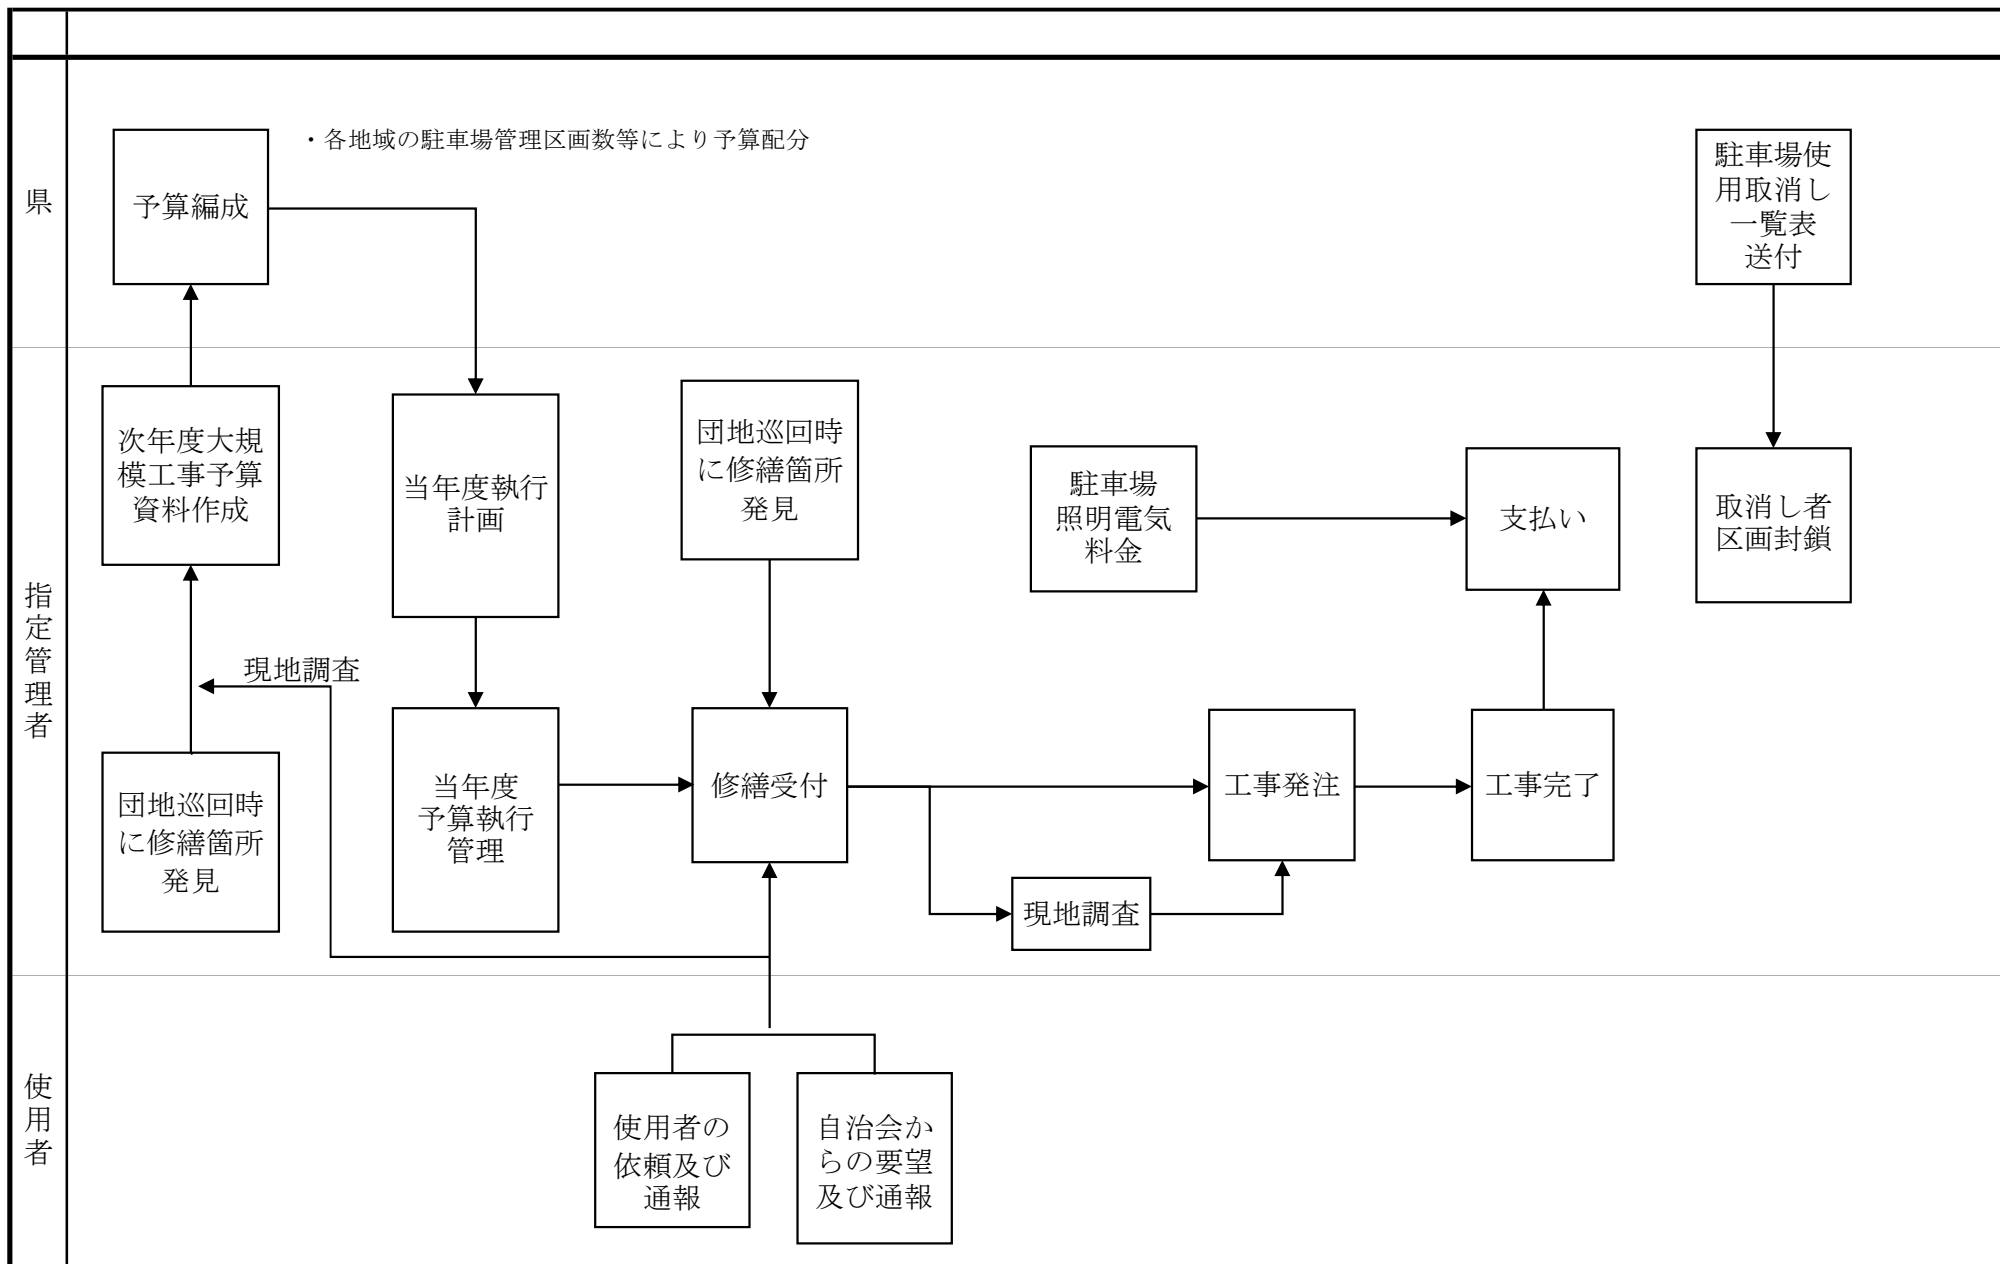 県
・各地域の駐車場管理区画数等により予算配分
予算編成
駐車場使
用取消し
一覧表
送付
指定管理者
次年度大規
模工事予算
資料作成
当年度執行
計画
団地巡回時
に修繕箇所
発見
駐車場
照明電気
料金
支払い
取消し者
区画封鎖
現地調査
団地巡回時
に修繕箇所
発見
当年度
予算執行
管理
修繕受付
工事発注
工事完了
現地調査
使用者
使用者の
依頼及び
通報
自治会か
らの要望
及び通報